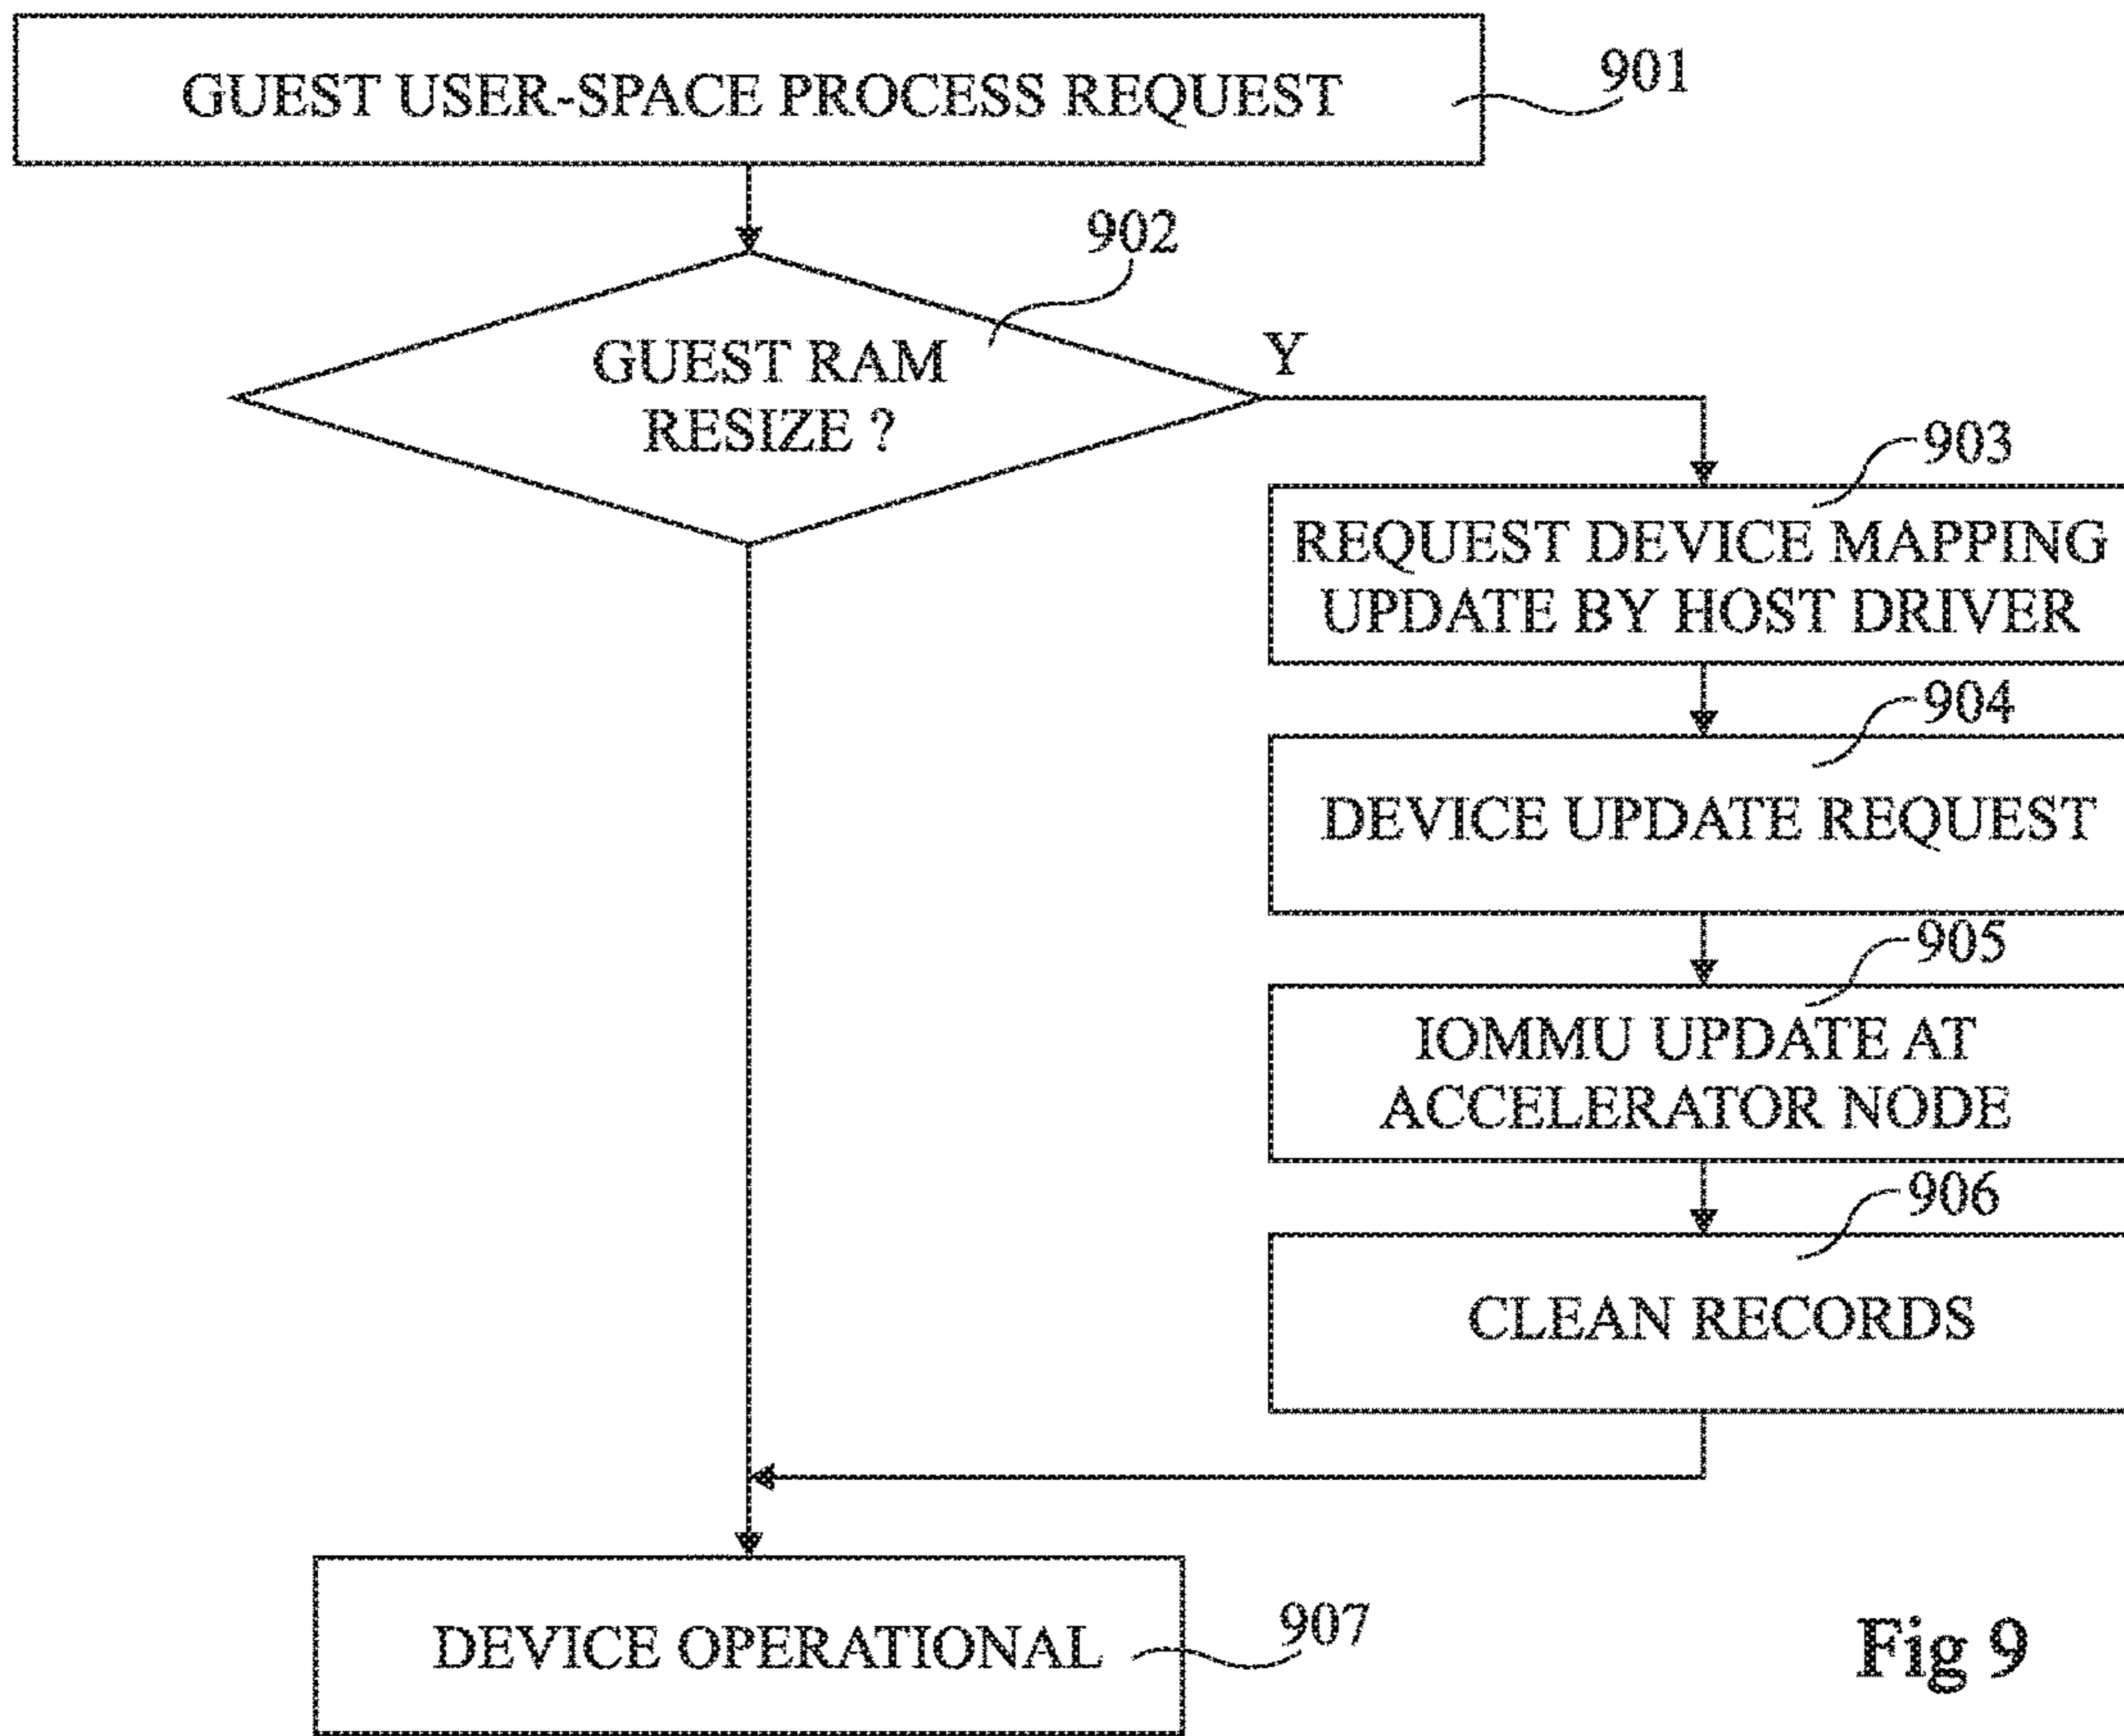 GUEST USER-SPACE PROCESS REQUEST
901
902
GUEST RAM
RESIZE ?
Y
903
REQUEST DEVICE MAPPING
UPDATE BY HOST DRIVER
904
DEVICE UPDATE REQUEST
905
IOMMU UPDATE AT
ACCELERATOR NODE
906
CLEAN RECORDS
DEVICE OPERATIONAL
907
Fig 9